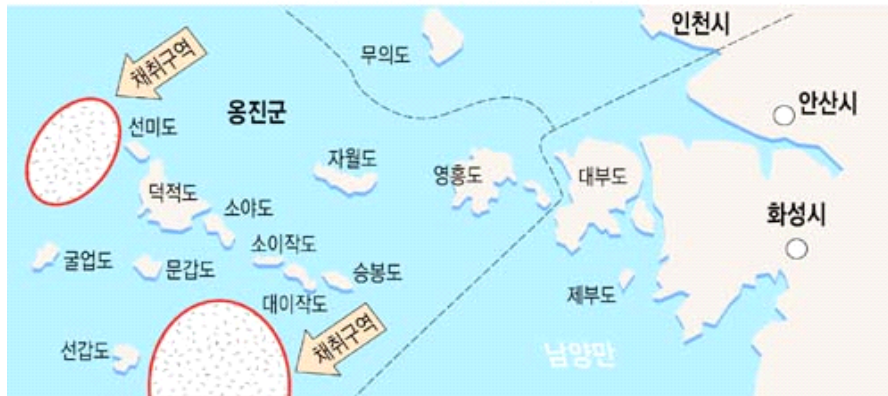 인천시
채취구역
무의도
옹진군
안산시
선미도
자월도
영흥도
대부도
덕적도
소야도
화성시
소이작도
굴업도
문갑도
승봉도
제부도
대이작도
채취구역
선갑도
남양만